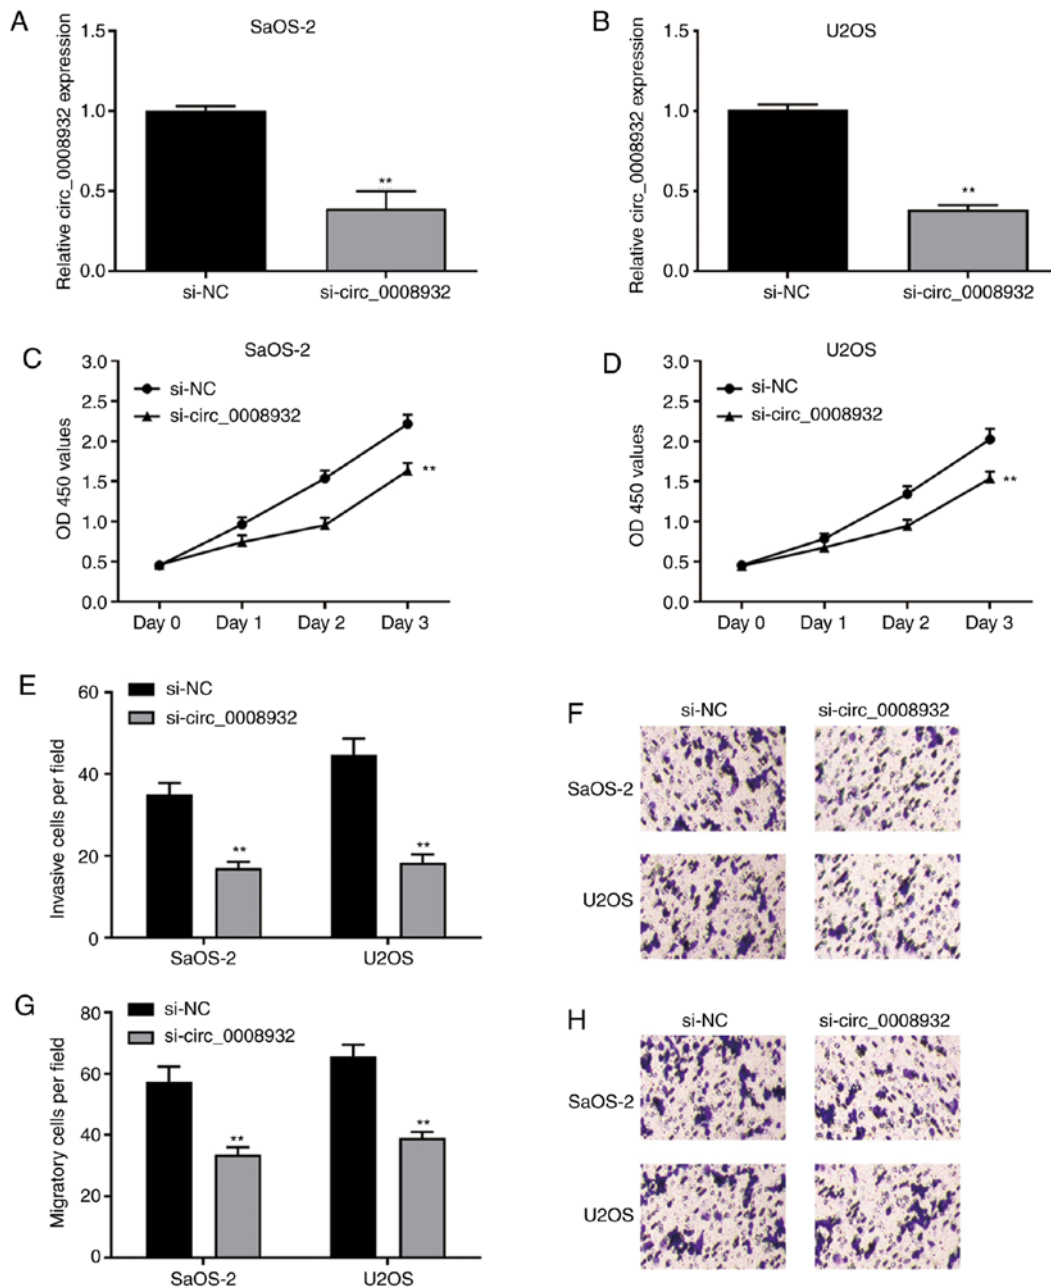 A
SaOS-2
Relative circ_0008932 expression
1.5
1.0
0.5
0.0
**
si-NC
si-circ_0008932
B
U2OS
Relative circ_0008932 expression
1.5
1.0
0.5
0.0
**
si-NC
si-circ_0008932
C
SaOS-2
OD 450 values
3.0
2.5
2.0
1.5
1.0
0.5
0.0
si-NC
si-circ_0008932
**
Day 0 Day 1 Day 2 Day 3
D
U2OS
OD 450 values
3.0
2.5
2.0
1.5
1.0
0.5
0.0
si-NC
si-circ_0008932
**
Day 0 Day 1 Day 2 Day 3
E
si-NC
si-circ_0008932
Invasive cells per field
60
40
20
0
**
**
SaOS-2
U2OS
F
si-NC
si-circ_0008932
SaOS-2
U2OS
G
si-NC
si-circ_0008932
Migratory cells per field
80
60
40
20
0
**
**
SaOS-2
U2OS
H
si-NC
si-circ_0008932
SaOS-2
U2OS